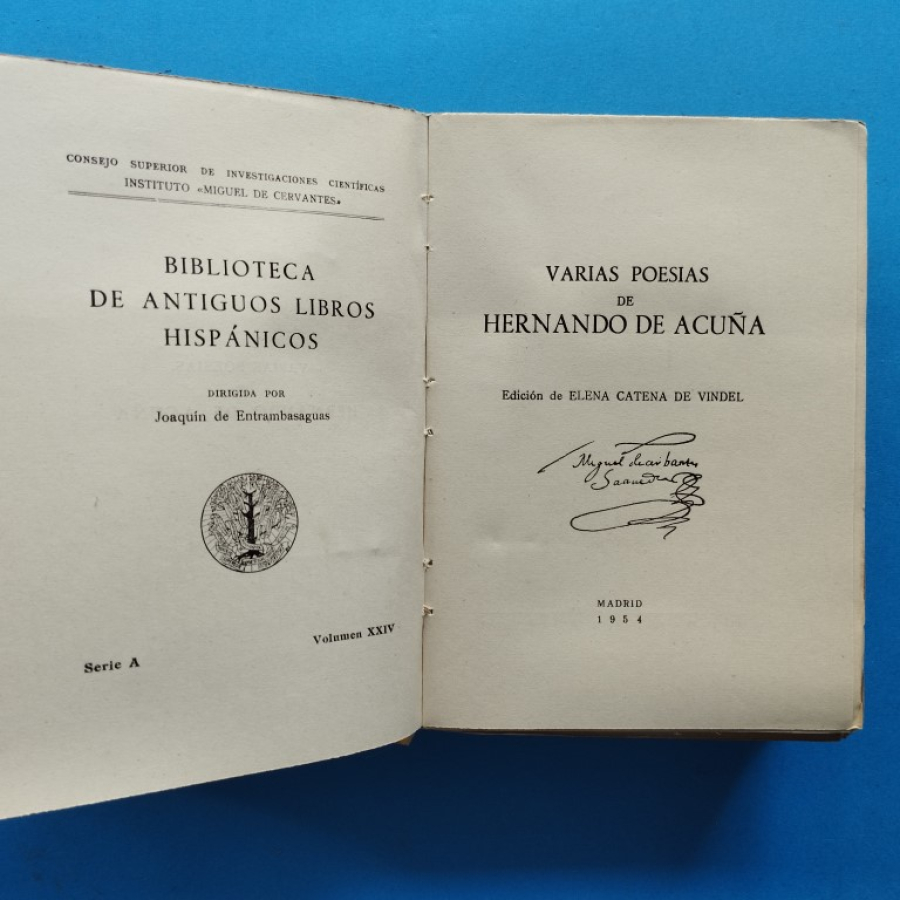 CONSEJO SUPERIOR DE INVESTIGACIONES CIENTÍFICAS
INSTITUTO «MIGUEL DE CERVANTES»
BIBLIOTECA
DE ANTIGUOS LIBROS
HISPÁNICOS
DIRIGIDA POR
Joaquín de Entrambasaguas
Serie A
Volumen XXIV
VARIAS POESIAS
DE
HERNANDO DE ACUÑA
Edición de ELENA CATENA DE VINDEL
Miguel
MADRID
1954